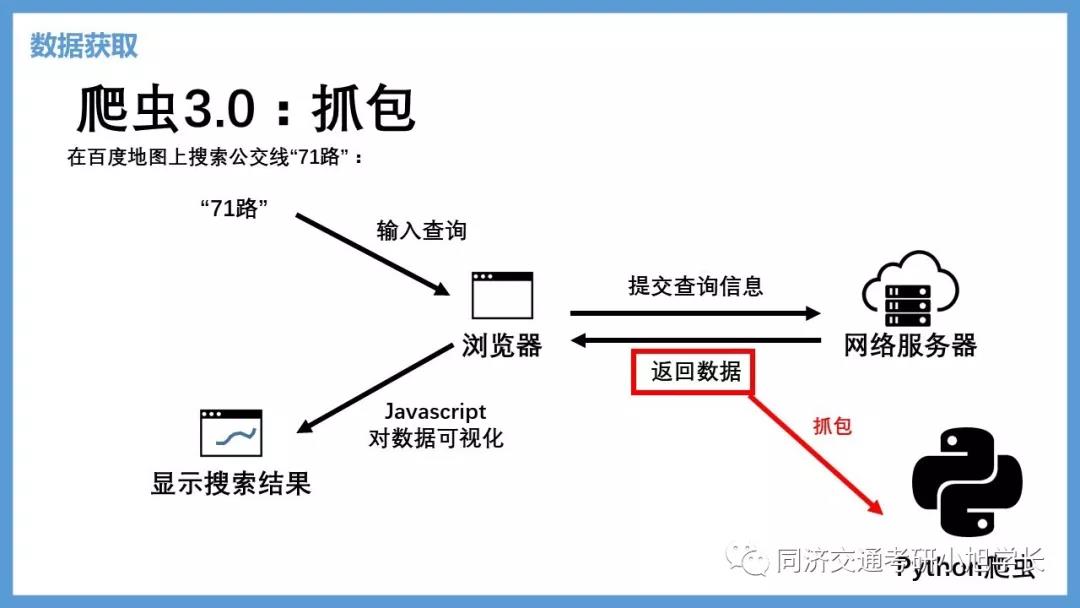 数据获取
爬虫3.0：抓包
在百度地图上搜索公交线“71路”：
“71路”
输入查询
提交查询信息
浏览器
网络服务器
返回数据
Javascript
对数据可视化
抓包
显示搜索结果
同济交通考研小旭学长
Python爬虫